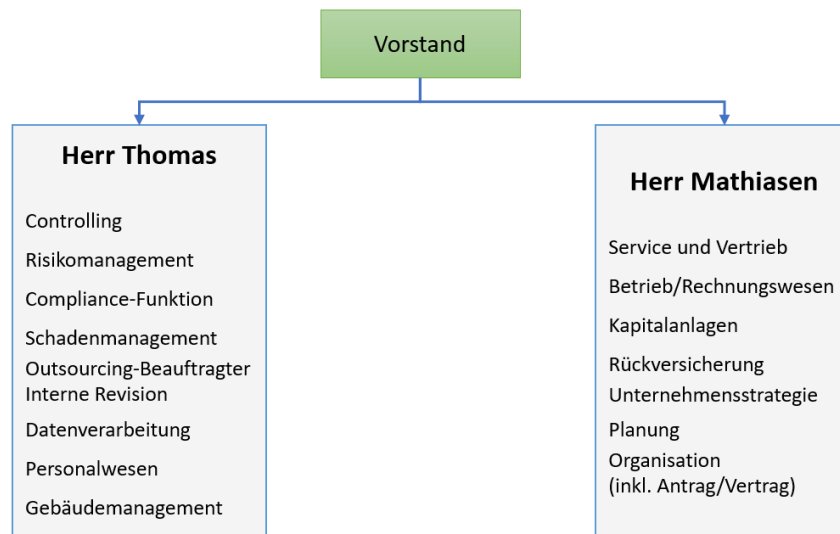 Vorstand
Herr Thomas
Controlling
Risikomanagement
Compliance-Funktion
Schadenmanagement
Outsourcing-Beauftragter
Interne Revision
Datenverarbeitung
Personalwesen
Gebäudemanagement
Herr Mathiasen
Service und Vertrieb
Betrieb/Rechnungswesen
Kapitalanlagen
Rückversicherung
Unternehmensstrategie
Planung
Organisation
(inkl. Antrag/Vertrag)